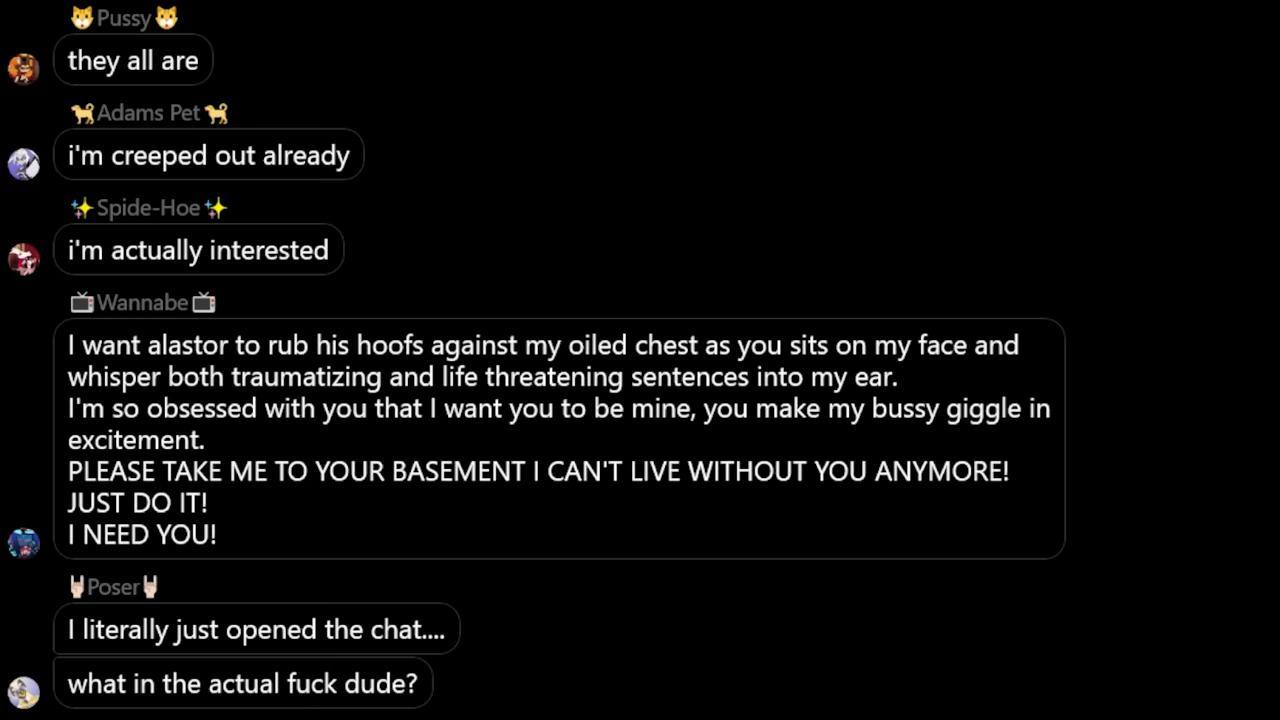 🐱Pussy🐱
they all are
🐕Adams Pet🐕
i'm creeped out already
✨Spide-Hoe✨
i'm actually interested
📺Wannabe📺
I want alastor to rub his hoofs against my oiled chest as you sits on my face and
whisper both traumatizing and life threatening sentences into my ear.
I'm so obsessed with you that I want you to be mine, you make my bussy giggle in
excitement.
PLEASE TAKE ME TO YOUR BASEMENT I CAN'T LIVE WITHOUT YOU ANYMORE!
JUST DO IT!
I NEED YOU!
🤘🏻Poser🤘🏻
I literally just opened the chat....
what in the actual fuck dude?